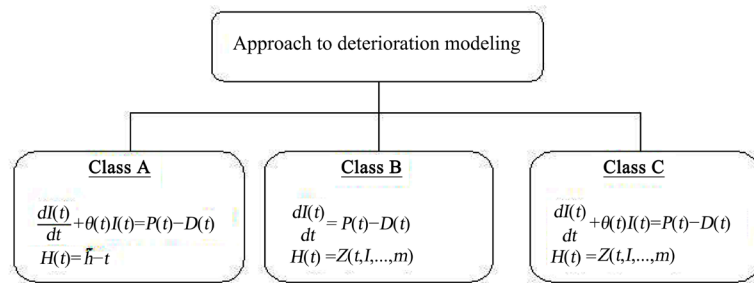 Approach to deterioration modeling
Class A
dI(t)/dt+θ(t)I(t)=P(t)−D(t)
H(t)=h̃−t
Class B
dI(t)/dt=P(t)−D(t)
H(t)=Z(t,I,...,m)
Class C
dI(t)/dt+θ(t)I(t)=P(t)−D(t)
H(t)=Z(t,I,...,m)